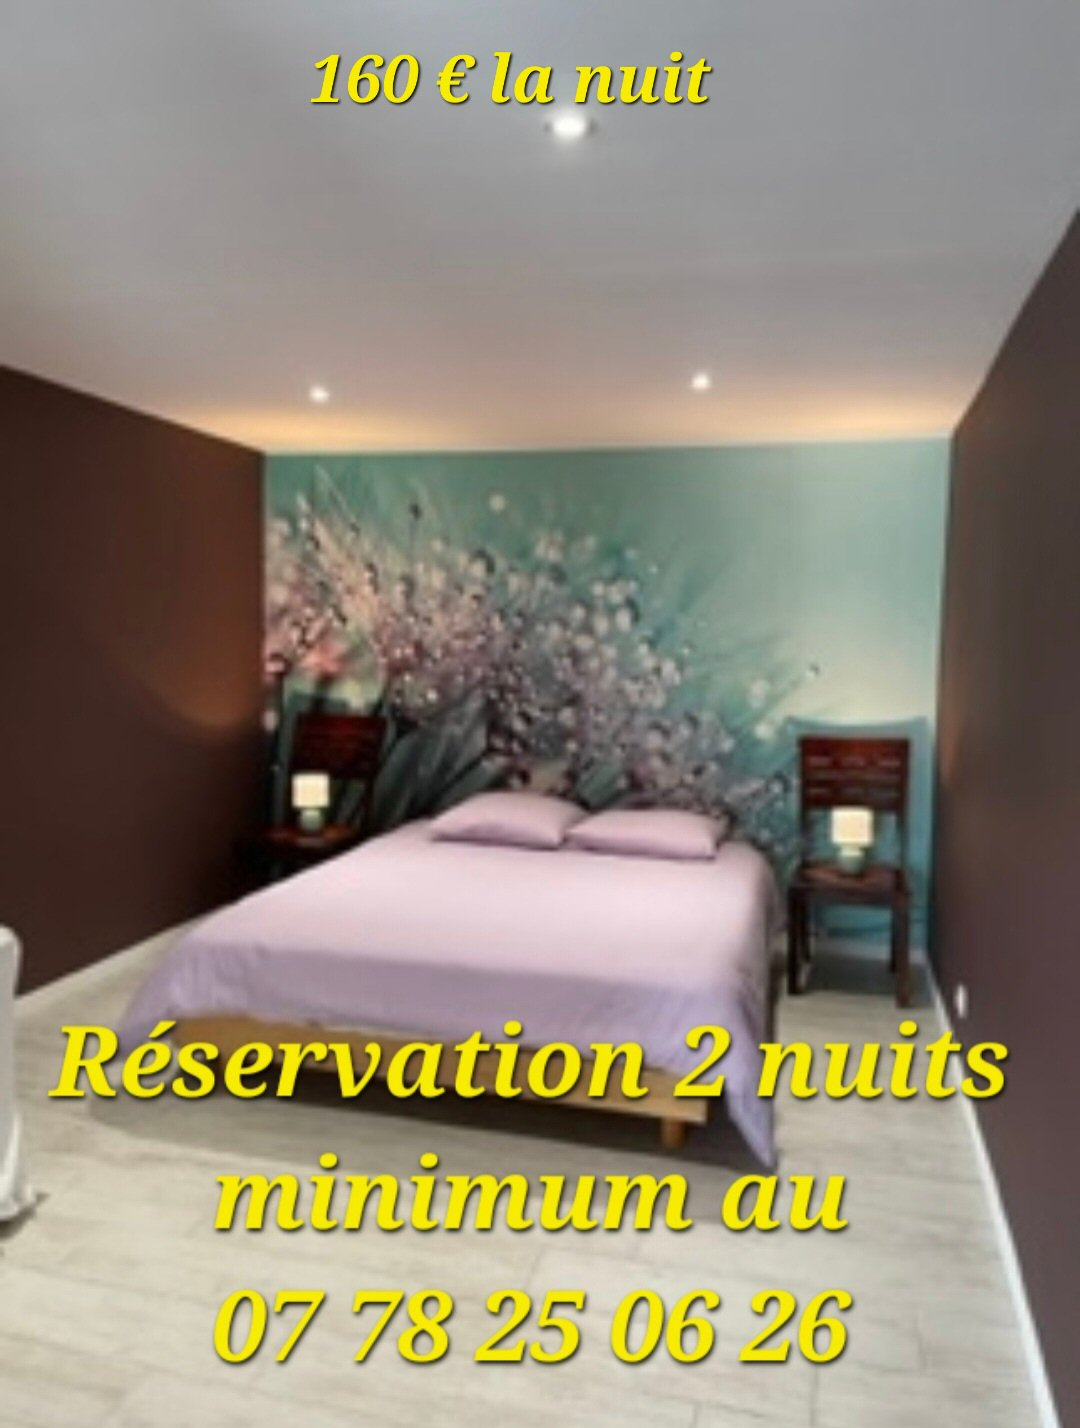 160 € la nuit
Réservation 2 nuits
minimum au
07 78 25 06 26